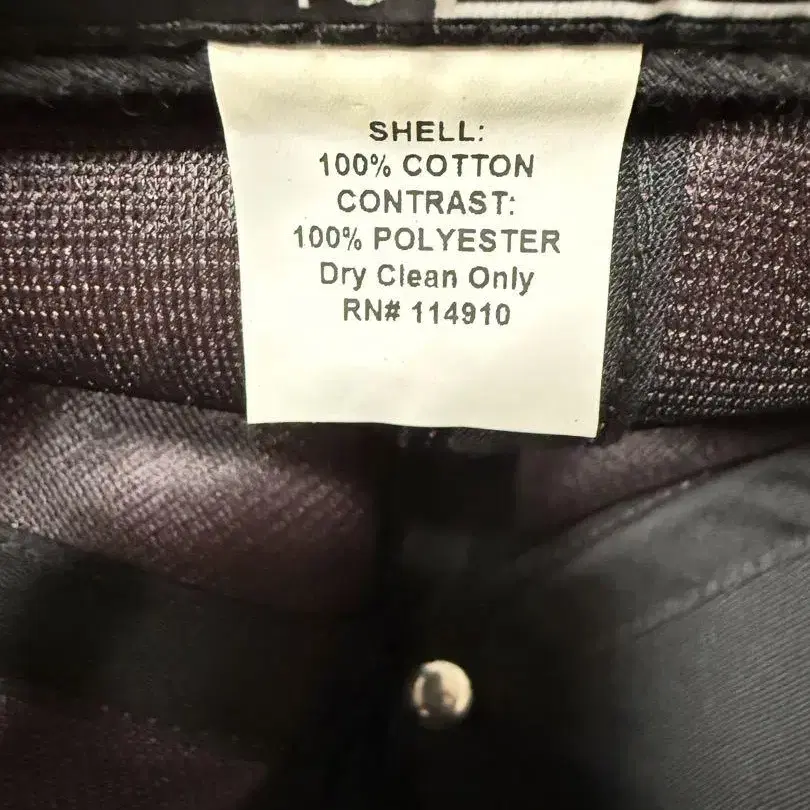 SHELL:
100% COTTON
CONTRAST:
100% POLYESTER
Dry Clean Only
RN# 114910